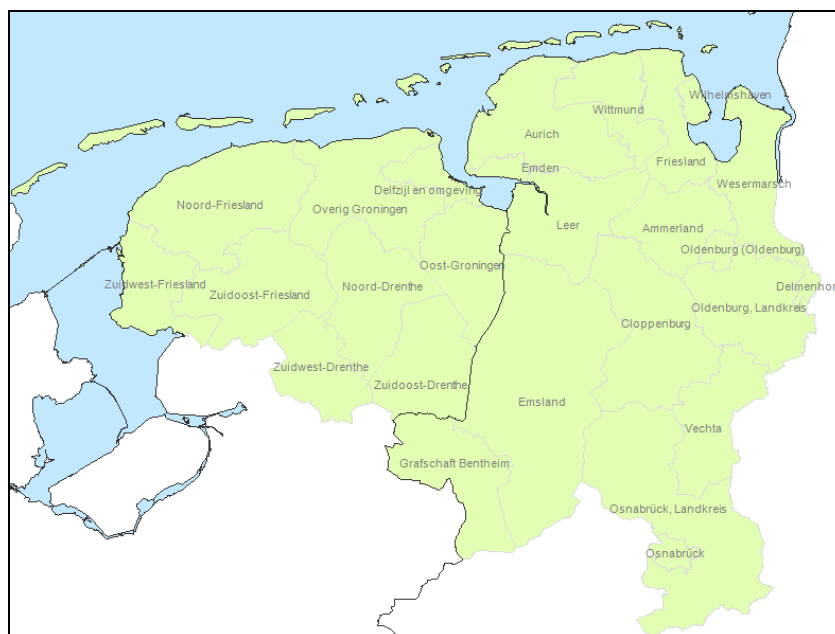 Wilhelmshaven
Wittmund
Aurich
Friesland
Emden
Wesermarsch
Delfzijl en omgeving
Noord-Friesland
Overig Groningen
Leer
Ammerland
Oldenburg (Oldenburg)
Oost-Groningen
Zuidwest-Friesland
Noord-Drenthe
Delmenhor
Zuidoost-Friesland
Oldenburg, Landkreis
Cloppenburg
Zuidwest-Drenthe
Zuidoost-Drenthe
Emsland
Vechta
Grafschaft Bentheim
Osnabrück, Landkreis
Osnabrück